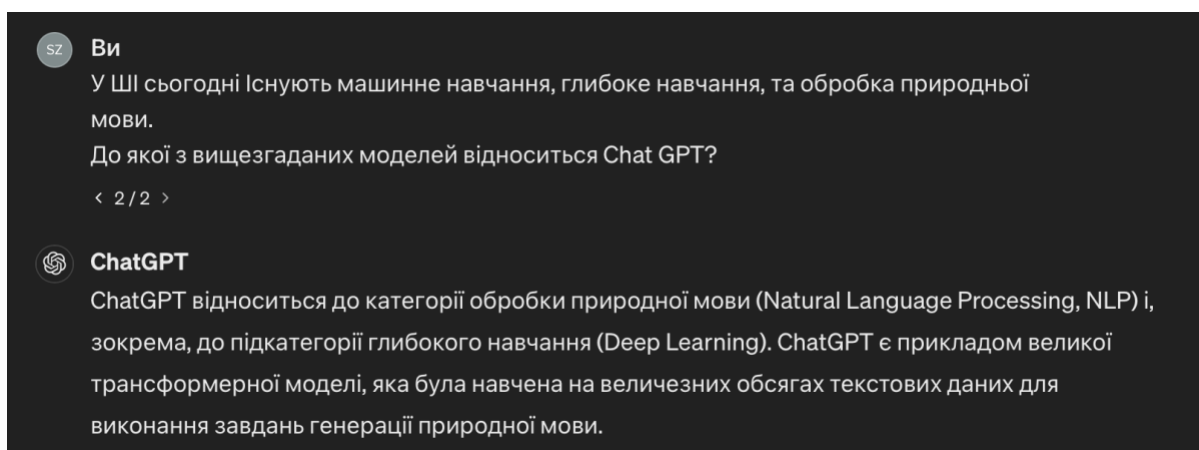 SZ
Ви
У ШІ сьогодні Існують машинне навчання, глибоке навчання, та обробка природньої
мови.
До якої з вищезгаданих моделей відноситься Chat GPT?
< 2 / 2 >
ChatGPT
ChatGPT відноситься до категорії обробки природної мови (Natural Language Processing, NLP) і,
зокрема, до підкатегорії глибокого навчання (Deep Learning). ChatGPT є прикладом великої
трансформерної моделі, яка була навчена на величезних обсягах текстових даних для
виконання завдань генерації природної мови.